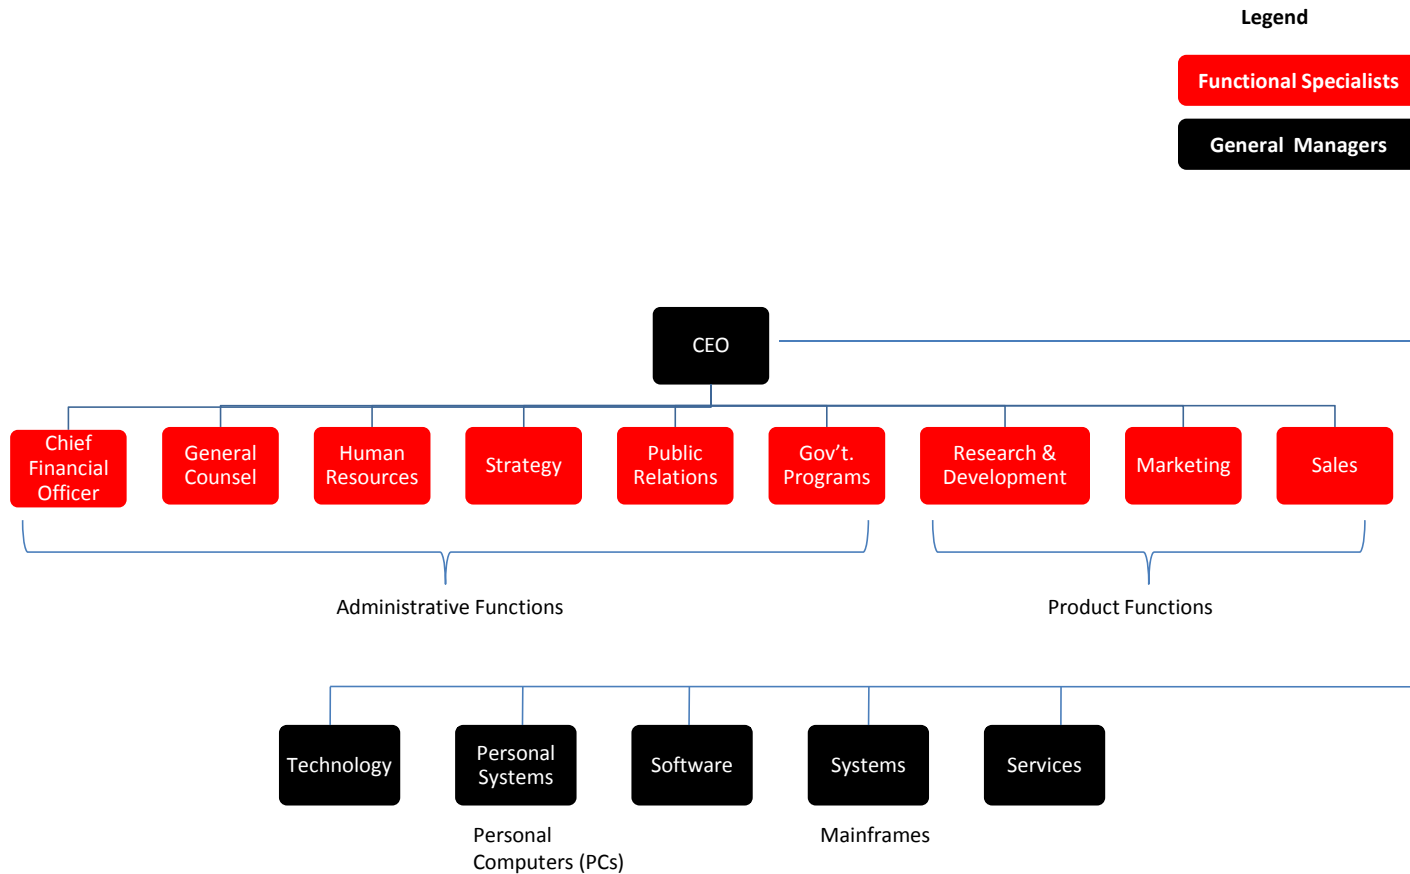 Legend
Functional Specialists
General Managers
CEO
Chief
Financial
Officer
General
Counsel
Human
Resources
Strategy
Public
Relations
Gov't.
Programs
Research &
Development
Marketing
Sales
Administrative Functions
Product Functions
Technology
Personal
Systems
Software
Systems
Services
Personal
Computers (PCs)
Mainframes